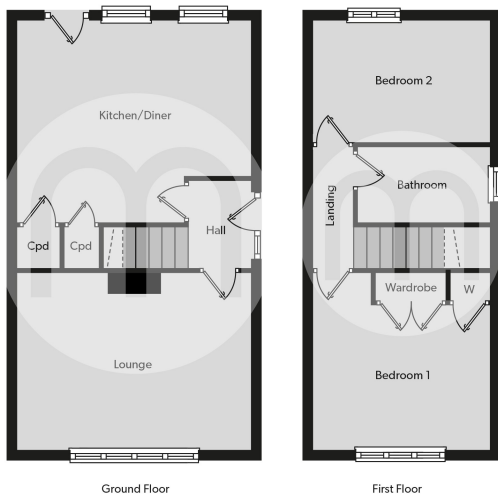 Kitchen/Diner
Cpd
Cpd
Hall
Lounge
Ground Floor
Bedroom 2
Bathroom
Landing
Wardrobe
W
Bedroom 1
First Floor